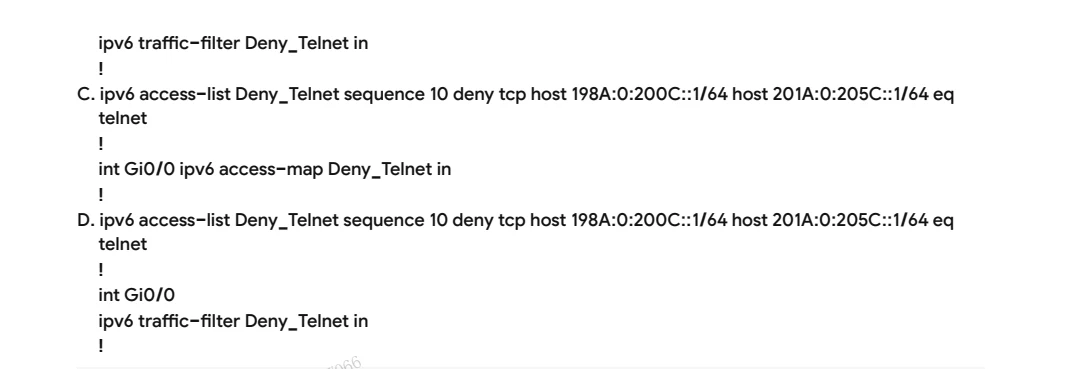 ipv6 traffic-filter Deny_Telnet in
!
C. ipv6 access-list Deny_Telnet sequence 10 deny tcp host 198A:0:200C::1/64 host 201A:0:205C::1/64 eq
telnet
!
int Gi0/0 ipv6 access-map Deny_Telnet in
!
D. ipv6 access-list Deny_Telnet sequence 10 deny tcp host 198A:0:200C::1/64 host 201A:0:205C::1/64 eq
telnet
!
int Gi0/0
ipv6 traffic-filter Deny_Telnet in
!